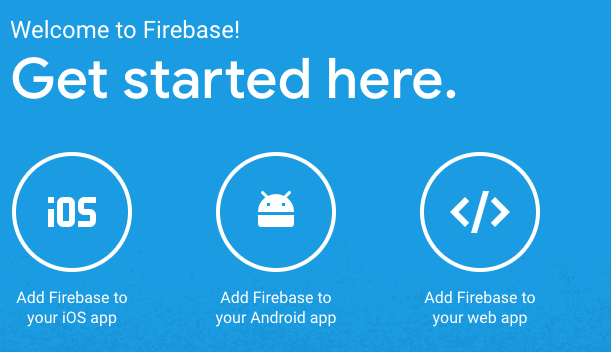 Welcome to Firebase!
Get started here.
iOS
</>
Add Firebase to
your iOS app
Add Firebase to
your Android app
Add Firebase to
your web app